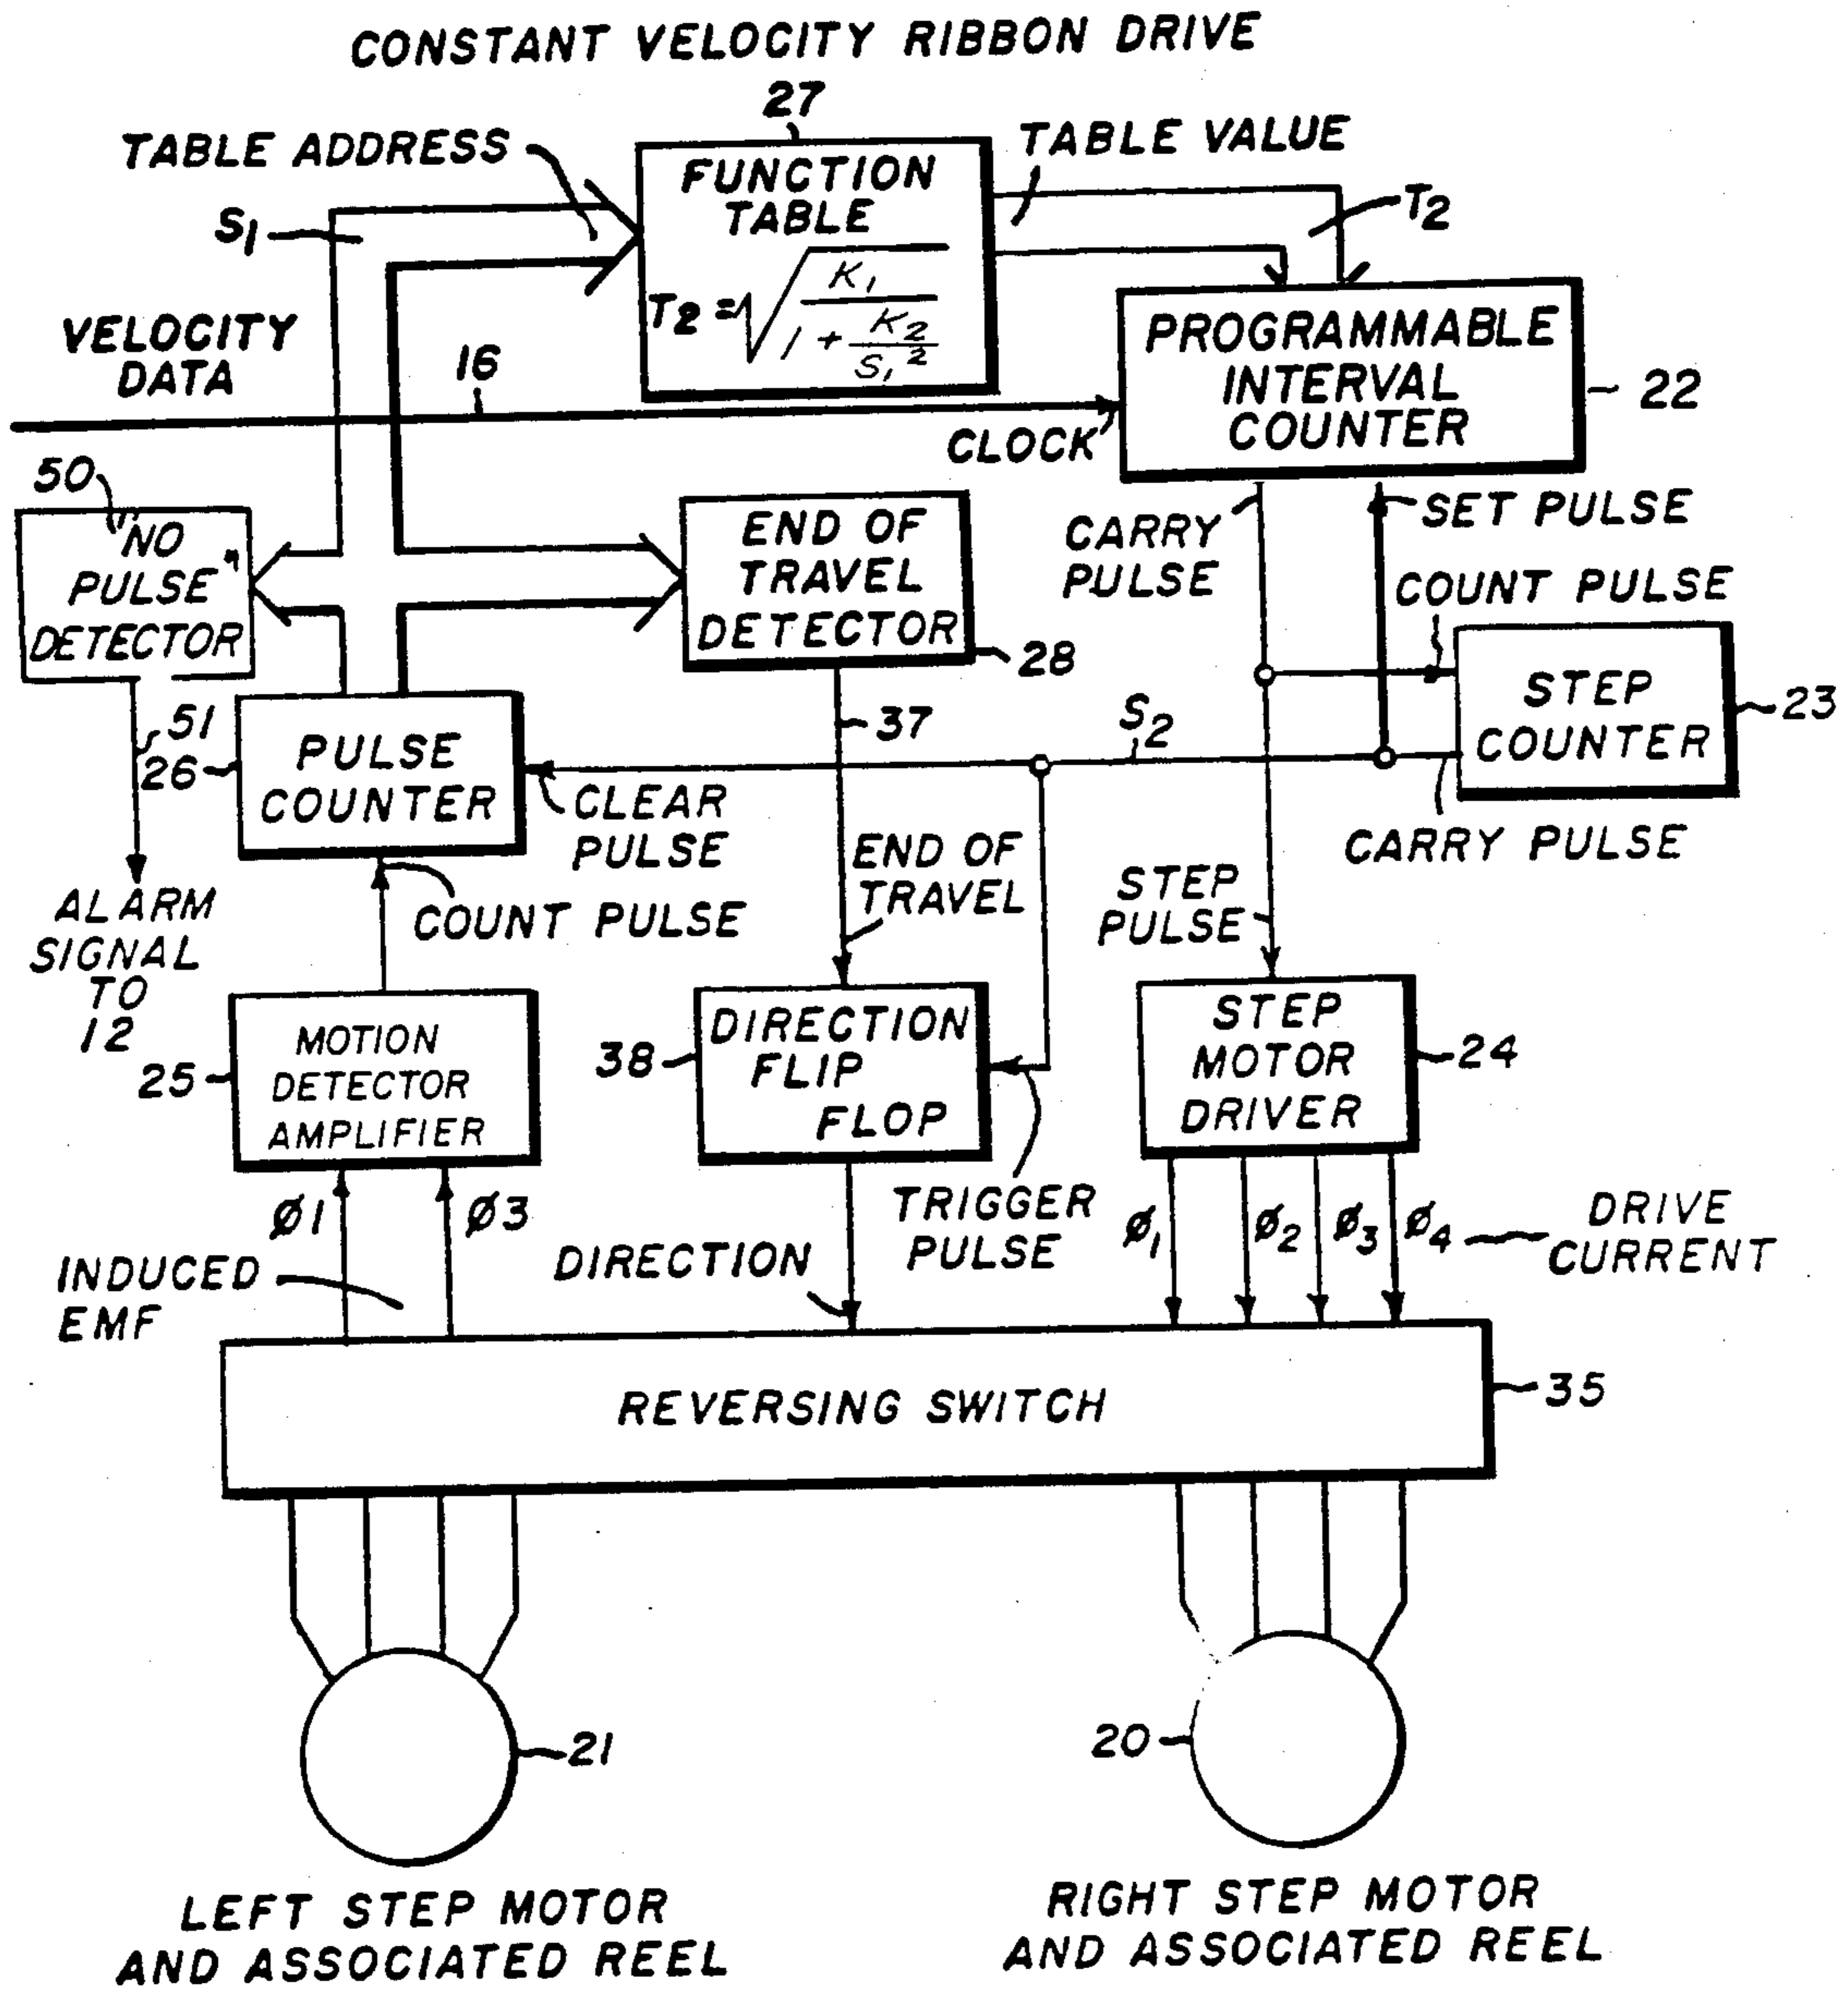 CONSTANT VELOCITY RIBBON DRIVE
27
TABLE ADDRESS
TABLE VALUE
S1
T2
FUNCTION
TABLE
T2 = √ K1 / 1 + K2 / S1 2
VELOCITY
DATA
16
CLOCK
PROGRAMMABLE
INTERVAL
COUNTER
22
50
"NO
PULSE"
DETECTOR
END OF
TRAVEL
DETECTOR
28
CARRY
PULSE
SET PULSE
COUNT PULSE
STEP
COUNTER
23
51
26
PULSE
COUNTER
37
S2
CLEAR
PULSE
CARRY PULSE
END OF
TRAVEL
STEP
PULSE
ALARM
SIGNAL
TO
12
COUNT PULSE
25
MOTION
DETECTOR
AMPLIFIER
38
DIRECTION
FLIP
FLOP
STEP
MOTOR
DRIVER
24
Ø1
Ø3
TRIGGER
PULSE
Ø1
Ø2
Ø3
Ø4
DRIVE
CURRENT
INDUCED
EMF
DIRECTION
REVERSING SWITCH
35
21
20
LEFT STEP MOTOR
AND ASSOCIATED REEL
RIGHT STEP MOTOR
AND ASSOCIATED REEL